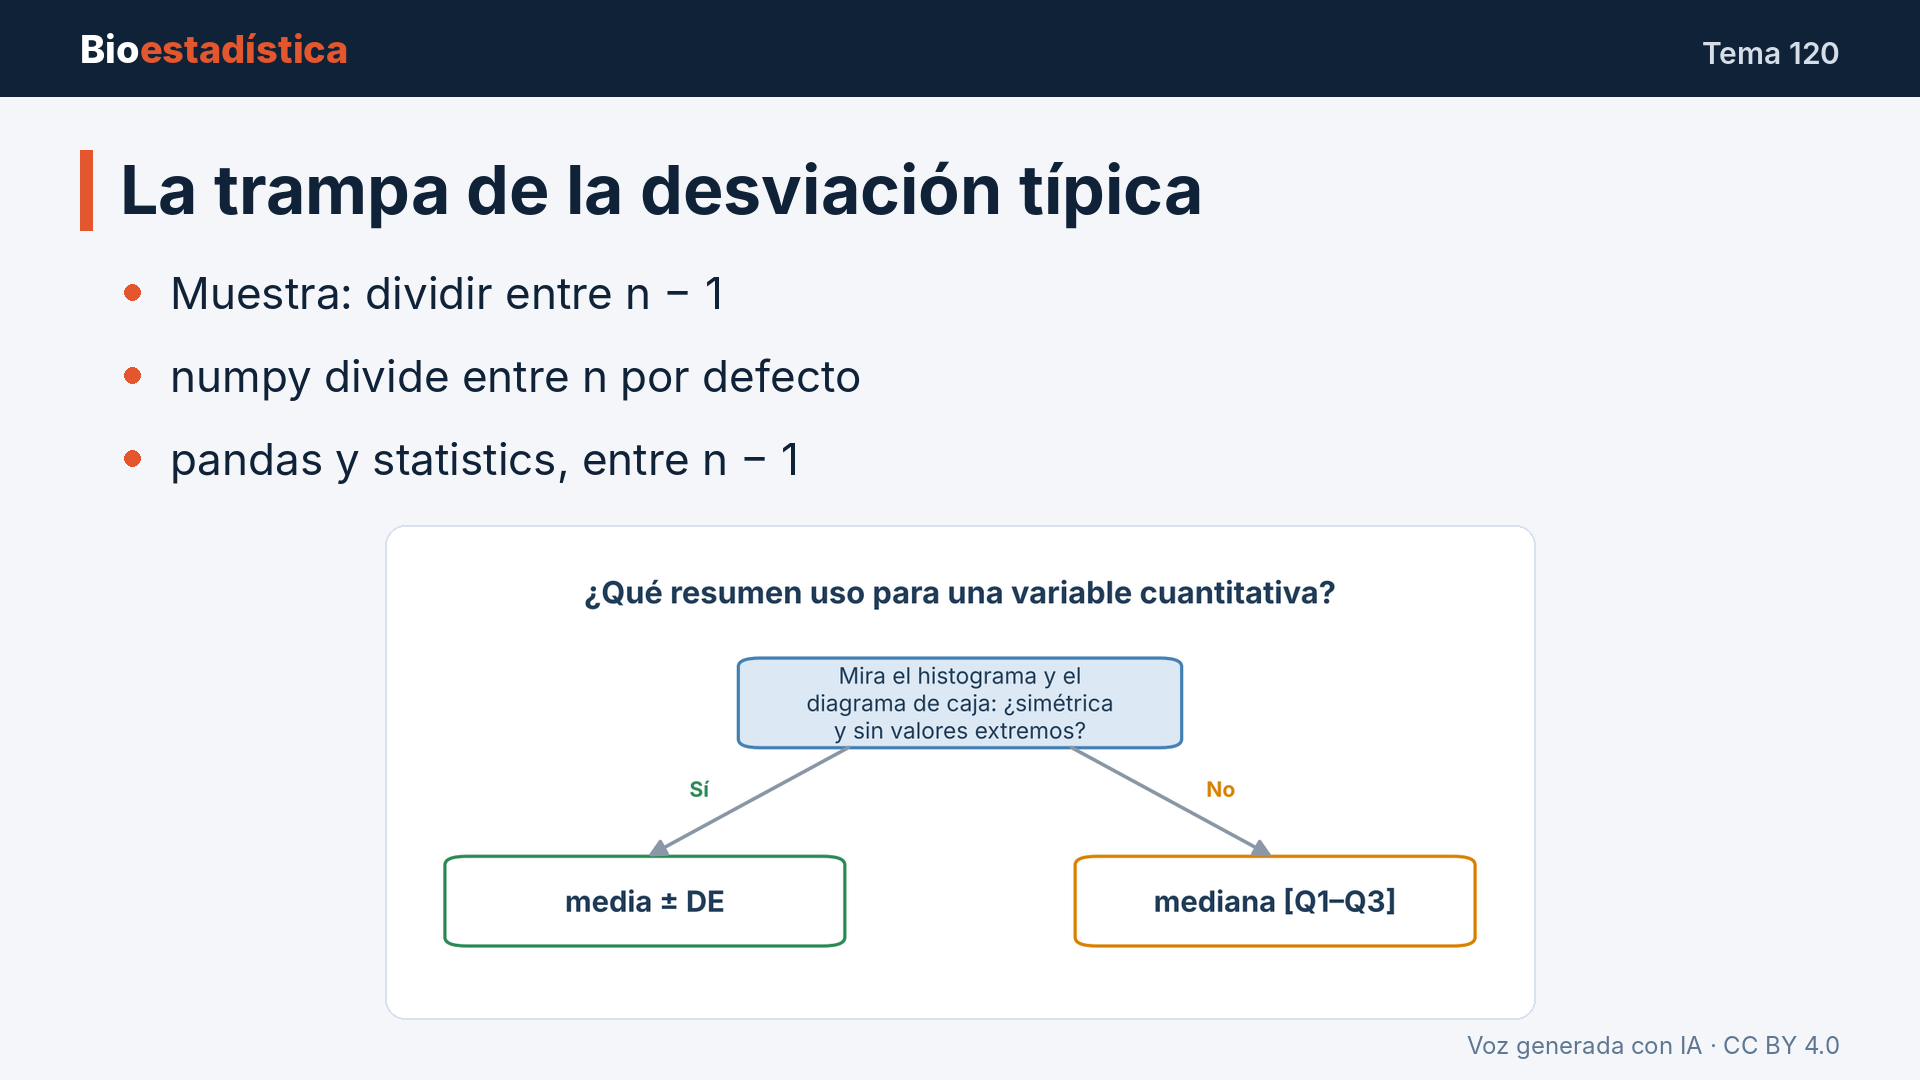 Bioestadística
Tema 120
La trampa de la desviación típica
Muestra: dividir entre n − 1
numpy divide entre n por defecto
pandas y statistics, entre n − 1
¿Qué resumen uso para una variable cuantitativa?
Mira el histograma y el
diagrama de caja: ¿simétrica
y sin valores extremos?
Sí
No
media ± DE
mediana [Q1–Q3]
Voz generada con IA · CC BY 4.0